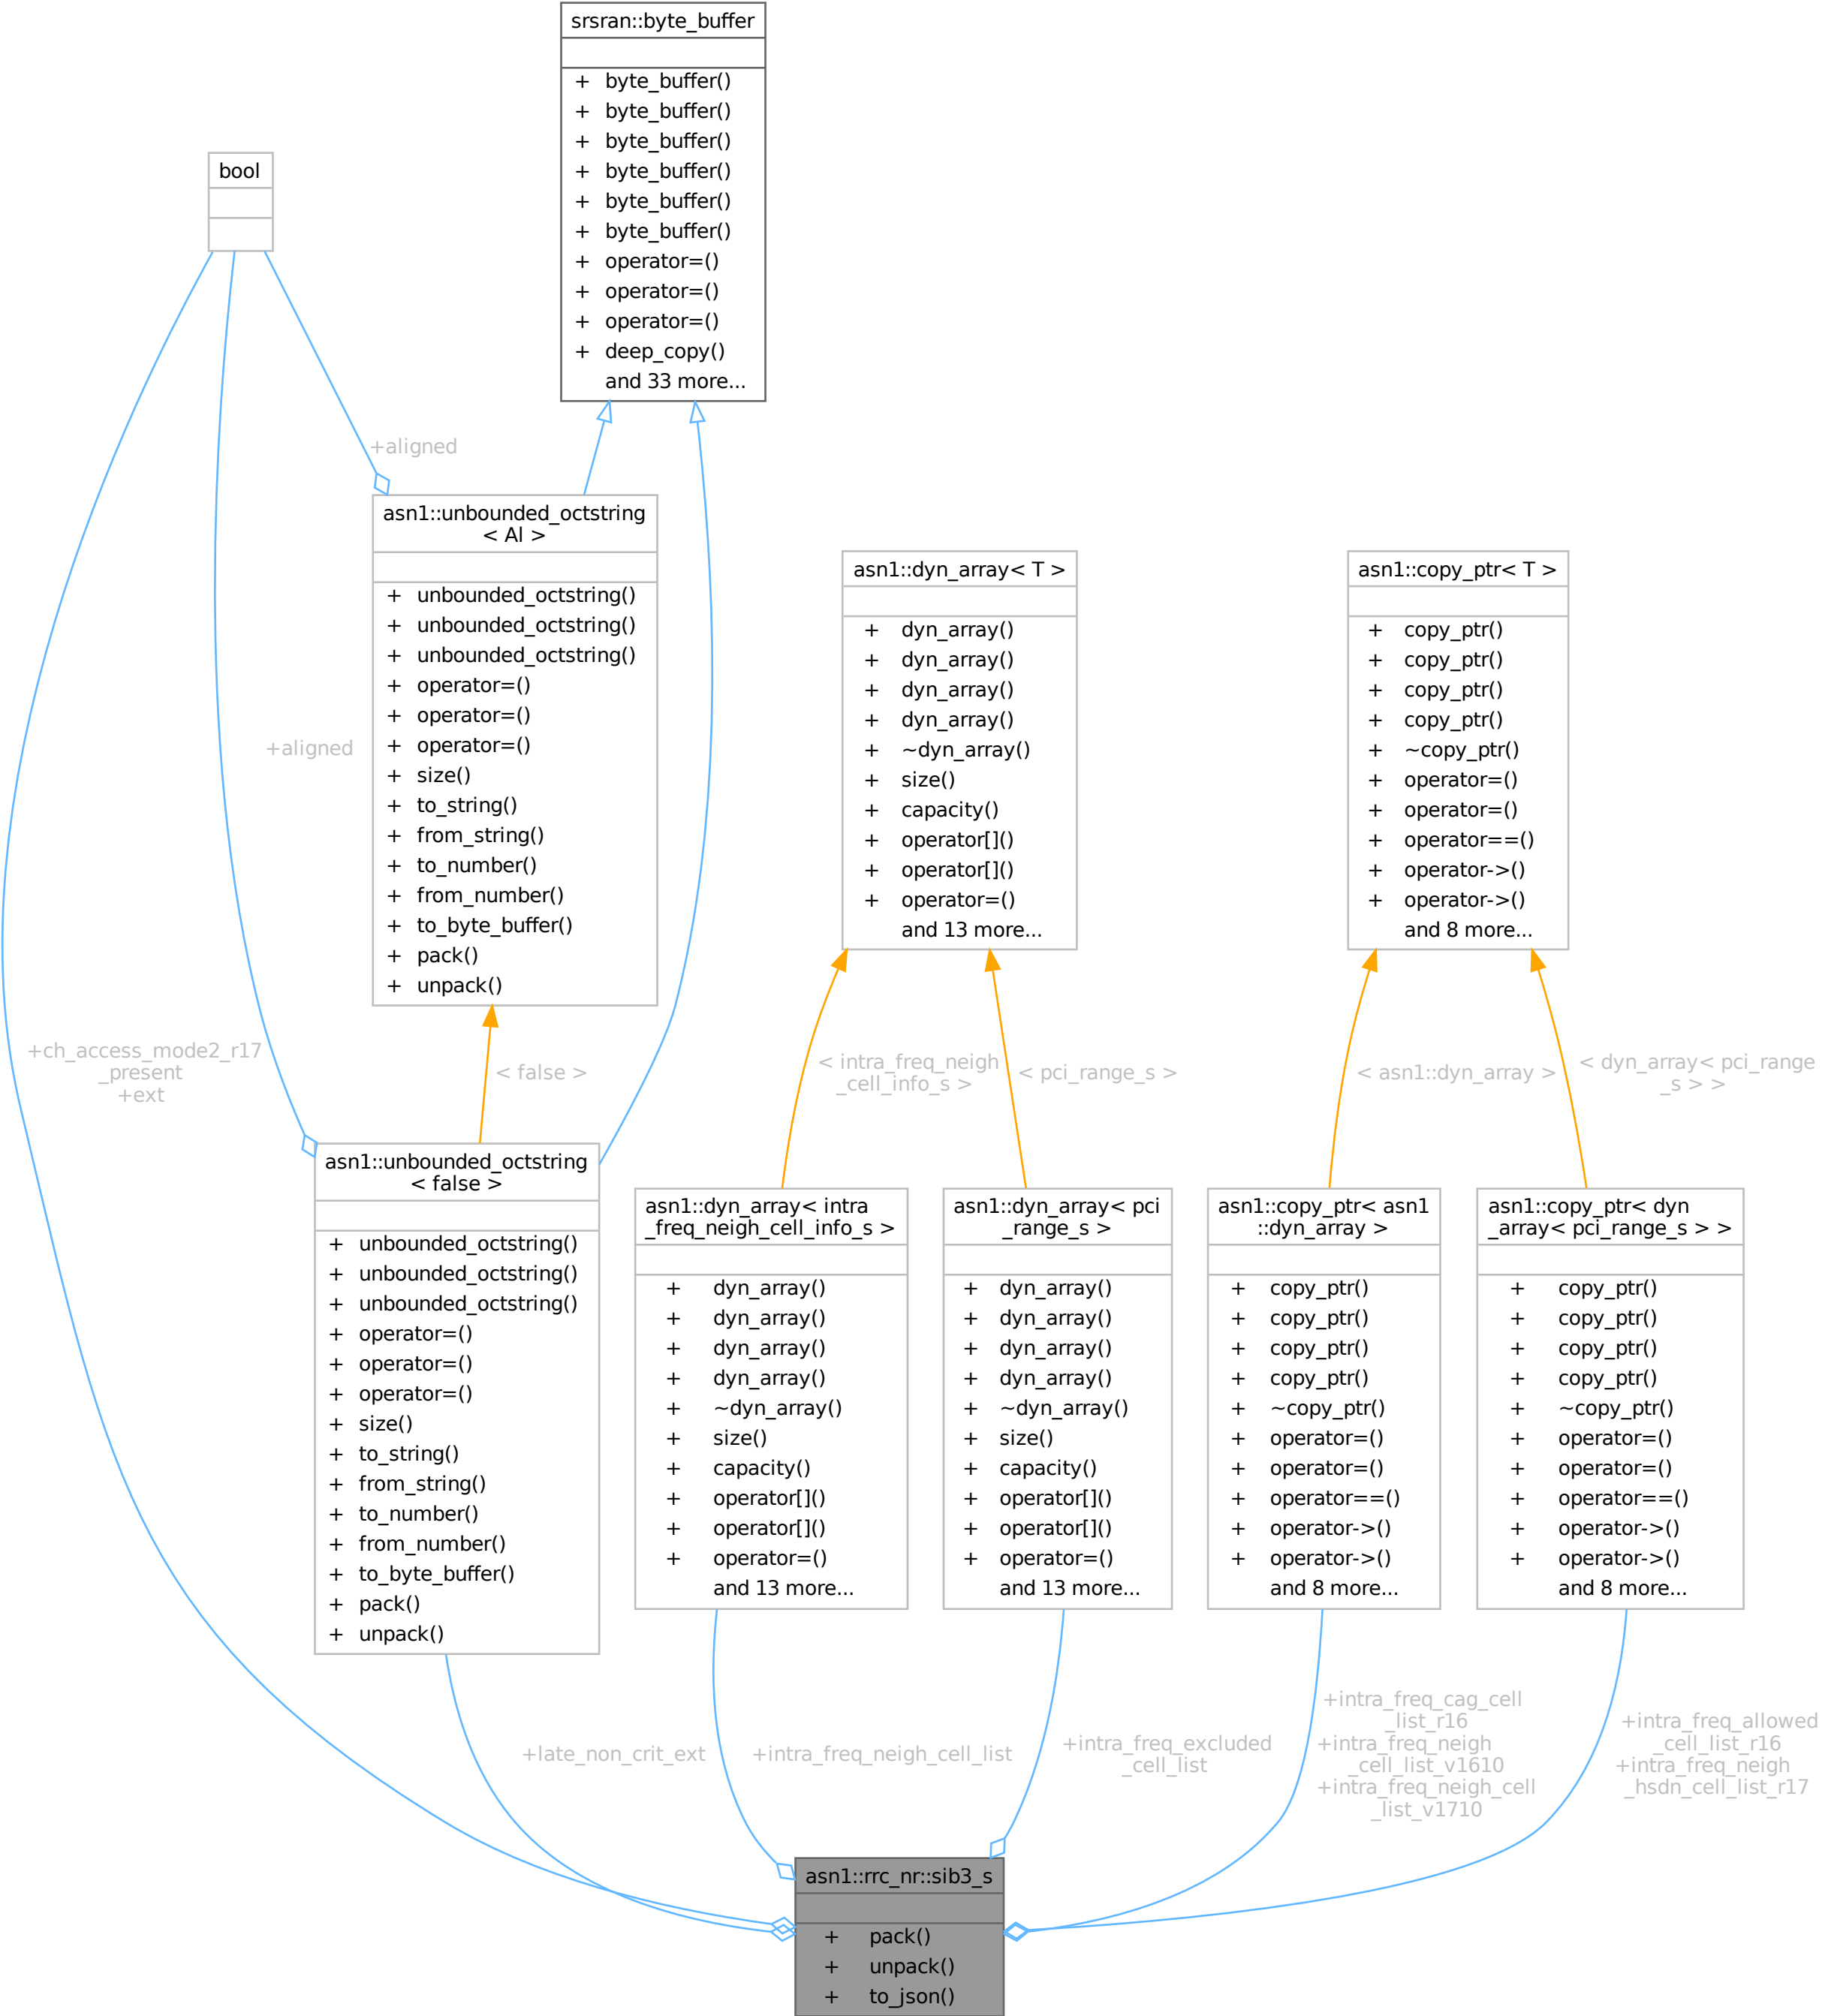 srsran::byte_buffer
+ byte_buffer()
+ byte_buffer()
+ byte_buffer()
+ byte_buffer()
+ byte_buffer()
+ byte_buffer()
+ operator=()
+ operator=()
+ operator=()
+ deep_copy()
and 33 more...
bool
+aligned
asn1::unbounded_octstring
< Al >
+ unbounded_octstring()
+ unbounded_octstring()
+ unbounded_octstring()
+ operator=()
+ operator=()
+ operator=()
+ size()
+ to_string()
+ from_string()
+ to_number()
+ from_number()
+ to_byte_buffer()
+ pack()
+ unpack()
+aligned
asn1::dyn_array< T >
+ dyn_array()
+ dyn_array()
+ dyn_array()
+ dyn_array()
+ ~dyn_array()
+ size()
+ capacity()
+ operator[]()
+ operator[]()
+ operator=()
and 13 more...
asn1::copy_ptr< T >
+ copy_ptr()
+ copy_ptr()
+ copy_ptr()
+ copy_ptr()
+ ~copy_ptr()
+ operator=()
+ operator=()
+ operator==()
+ operator->()
+ operator->()
and 8 more...
+ch_access_mode2_r17
_present
+ext
< false >
< intra_freq_neigh
_cell_info_s >
< pci_range_s >
< asn1::dyn_array >
< dyn_array< pci_range
_s > >
asn1::unbounded_octstring
< false >
+ unbounded_octstring()
+ unbounded_octstring()
+ unbounded_octstring()
+ operator=()
+ operator=()
+ operator=()
+ size()
+ to_string()
+ from_string()
+ to_number()
+ from_number()
+ to_byte_buffer()
+ pack()
+ unpack()
asn1::dyn_array< intra
_freq_neigh_cell_info_s >
+ dyn_array()
+ dyn_array()
+ dyn_array()
+ dyn_array()
+ ~dyn_array()
+ size()
+ capacity()
+ operator[]()
+ operator[]()
+ operator=()
and 13 more...
asn1::dyn_array< pci
_range_s >
+ dyn_array()
+ dyn_array()
+ dyn_array()
+ dyn_array()
+ ~dyn_array()
+ size()
+ capacity()
+ operator[]()
+ operator[]()
+ operator=()
and 13 more...
asn1::copy_ptr< asn1
::dyn_array >
+ copy_ptr()
+ copy_ptr()
+ copy_ptr()
+ copy_ptr()
+ ~copy_ptr()
+ operator=()
+ operator=()
+ operator==()
+ operator->()
+ operator->()
and 8 more...
asn1::copy_ptr< dyn
_array< pci_range_s > >
+ copy_ptr()
+ copy_ptr()
+ copy_ptr()
+ copy_ptr()
+ ~copy_ptr()
+ operator=()
+ operator=()
+ operator==()
+ operator->()
+ operator->()
and 8 more...
+late_non_crit_ext
+intra_freq_neigh_cell_list
+intra_freq_excluded
_cell_list
+intra_freq_cag_cell
_list_r16
+intra_freq_neigh
_cell_list_v1610
+intra_freq_neigh_cell
_list_v1710
+intra_freq_allowed
_cell_list_r16
+intra_freq_neigh
_hsdn_cell_list_r17
asn1::rrc_nr::sib3_s
+ pack()
+ unpack()
+ to_json()